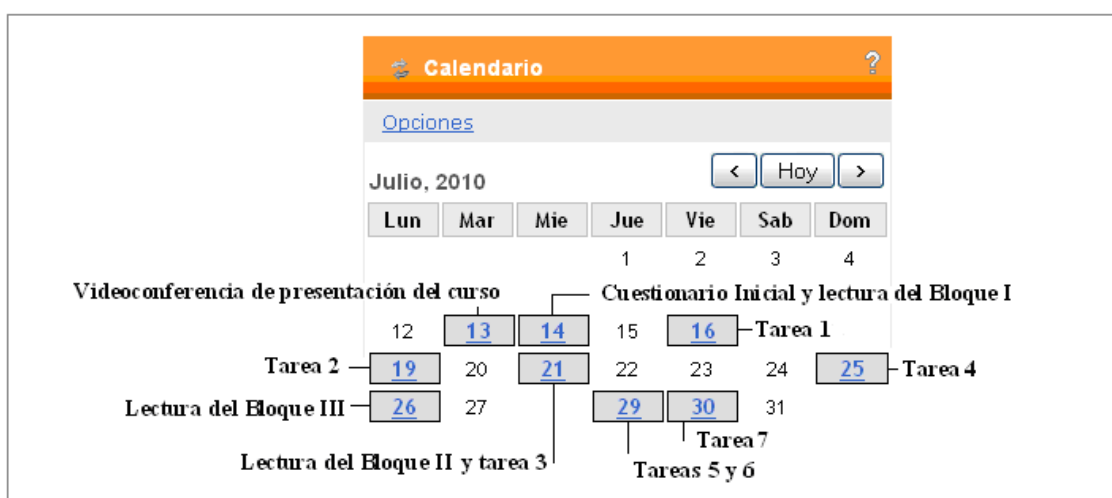 Calendario ?
Opciones
Julio, 2010 < Hoy >
Lun Mar Mie Jue Vie Sab Dom
1 2 3 4
Videoconferencia de presentación del curso Cuestionario Inicial y lectura del Bloque I
12 13 14 15 16 Tarea 1
Tarea 2 19 20 21 22 23 24 25 Tarea 4
Lectura del Bloque III 26 27 29 30 31
Tarea 7
Lectura del Bloque II y tarea 3 Tareas 5 y 6